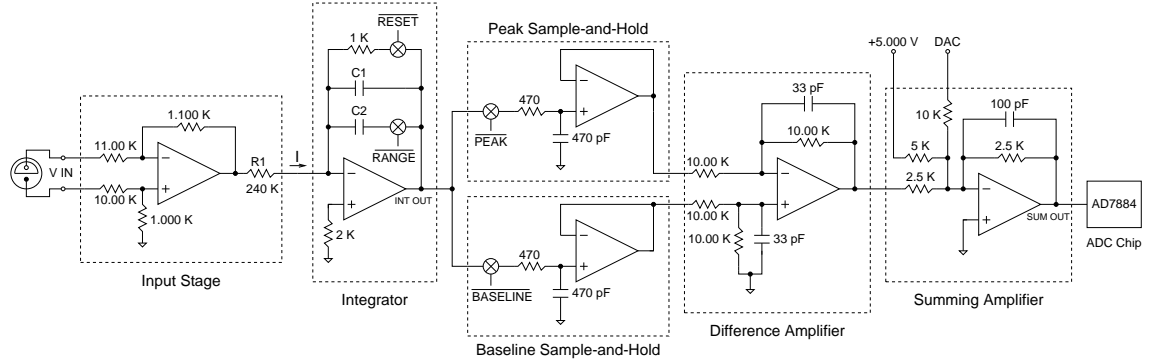 V IN
11.00 K
10.00 K
1.100 K
−
+
1.000 K
Input Stage
R1
240 K
I
RESET
1 K
C1
C2
RANGE
−
+
2 K
INT OUT
Integrator
Peak Sample-and-Hold
PEAK
470
470 pF
−
+
BASELINE
470
470 pF
−
+
Baseline Sample-and-Hold
33 pF
10.00 K
10.00 K
10.00 K
−
+
10.00 K
33 pF
Difference Amplifier
+5.000 V
DAC
10 K
5 K
2.5 K
100 pF
2.5 K
−
+
SUM OUT
Summing Amplifier
AD7884
ADC Chip